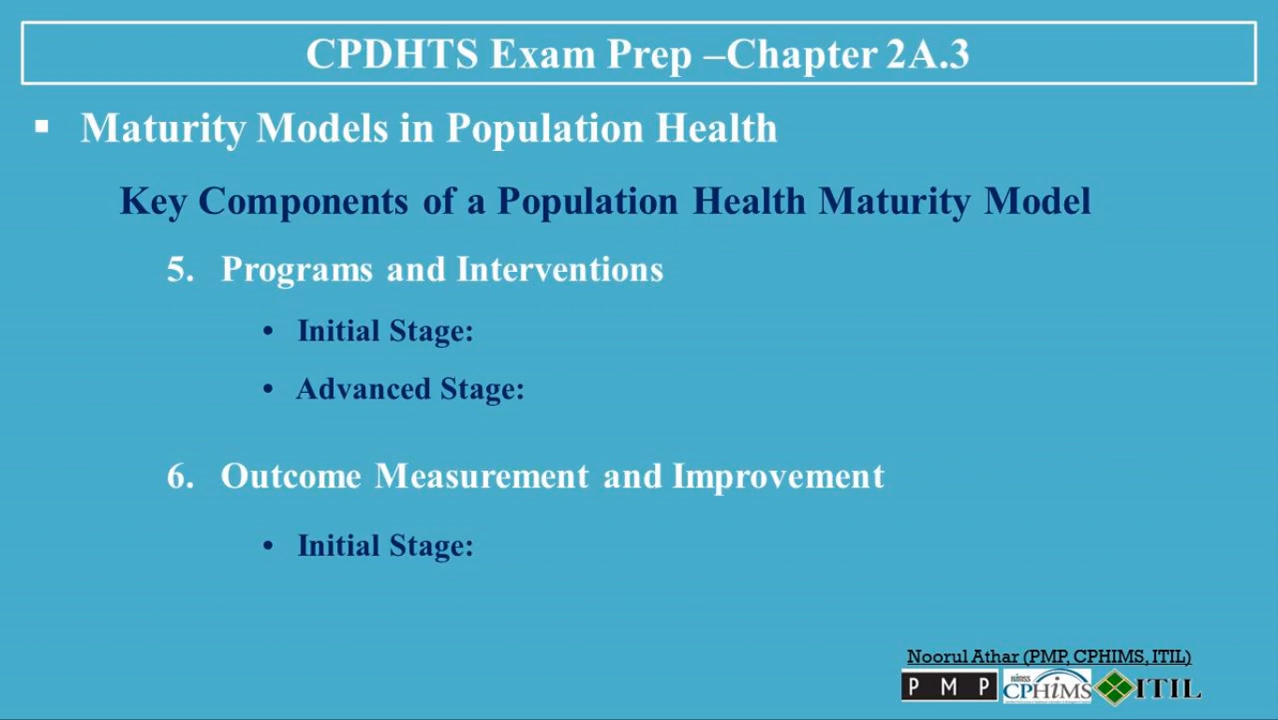 CPDHTS Exam Prep –Chapter 2A.3
▪ Maturity Models in Population Health
Key Components of a Population Health Maturity Model
5. Programs and Interventions
• Initial Stage:
• Advanced Stage:
6. Outcome Measurement and Improvement
• Initial Stage:
Noorul Athar (PMP, CPHIMS, ITIL)
PMP himss CPHIMS ITIL